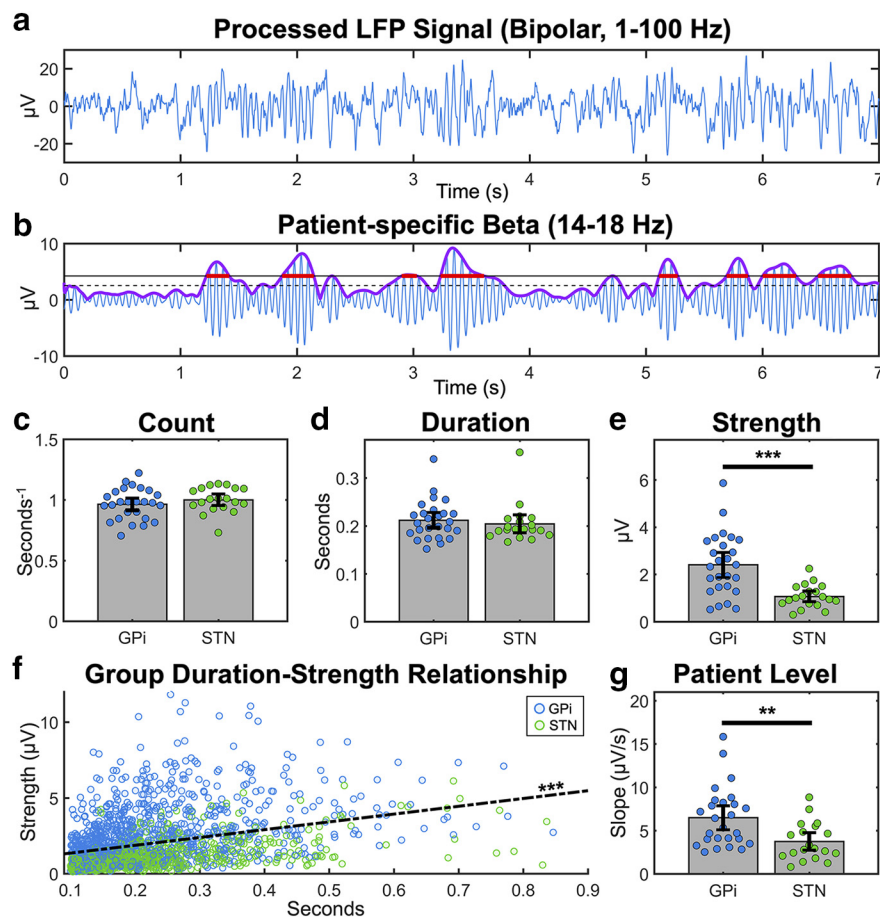 a Processed LFP Signal (Bipolar, 1-100 Hz)
20
0
-20
µV
0 1 2 3 4 5 6 7
Time (s)
b Patient-specific Beta (14-18 Hz)
10
0
-10
µV
0 1 2 3 4 5 6 7
Time (s)
c Count
1.5
1
0.5
0
Seconds-1
GPi STN
d Duration
0.3
0.2
0.1
0
Seconds
GPi STN
e Strength
***
6
4
2
0
µV
GPi STN
f Group Duration-Strength Relationship
GPi
STN
10
5
0
Strength (µV)
***
0.1 0.2 0.3 0.4 0.5 0.6 0.7 0.8 0.9
Seconds
g Patient Level
**
20
15
10
5
0
Slope (µV/s)
GPi STN